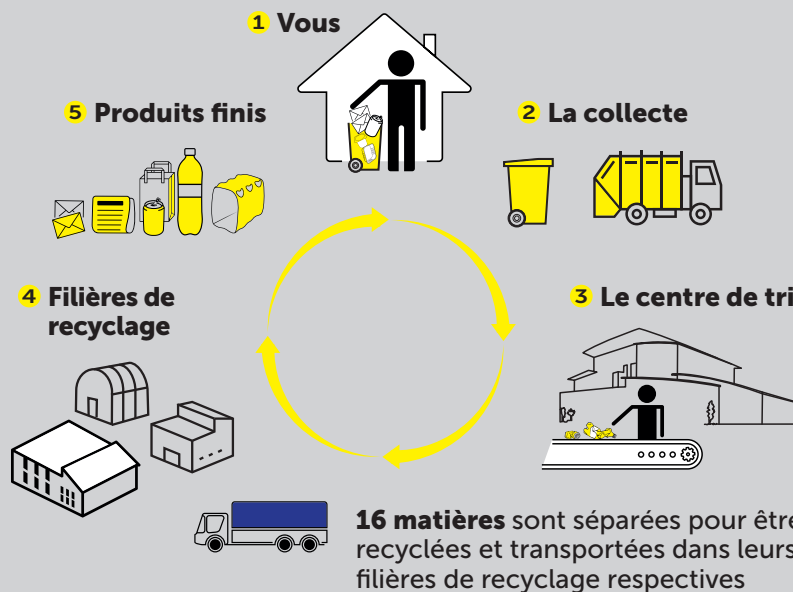 1 Vous
2 La collecte
3 Le centre de tri
16 matières sont séparées pour être
recyclées et transportées dans leurs
filières de recyclage respectives
4 Filières de
recyclage
5 Produits finis